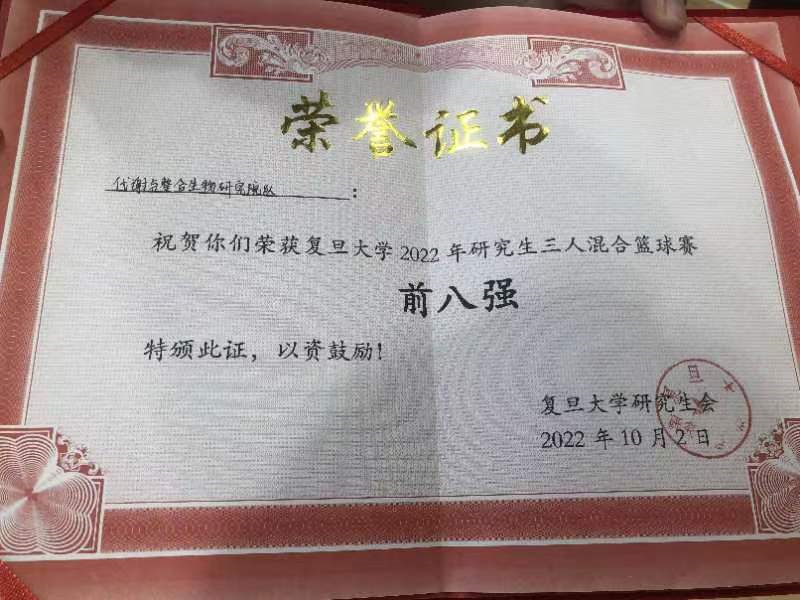 荣誉证书
代谢与整合生物研究院队：
祝贺你们荣获复旦大学2022年研究生三人混合篮球赛
前八强
特颁此证，以资鼓励！
复旦大学研究生会
2022年10月2日